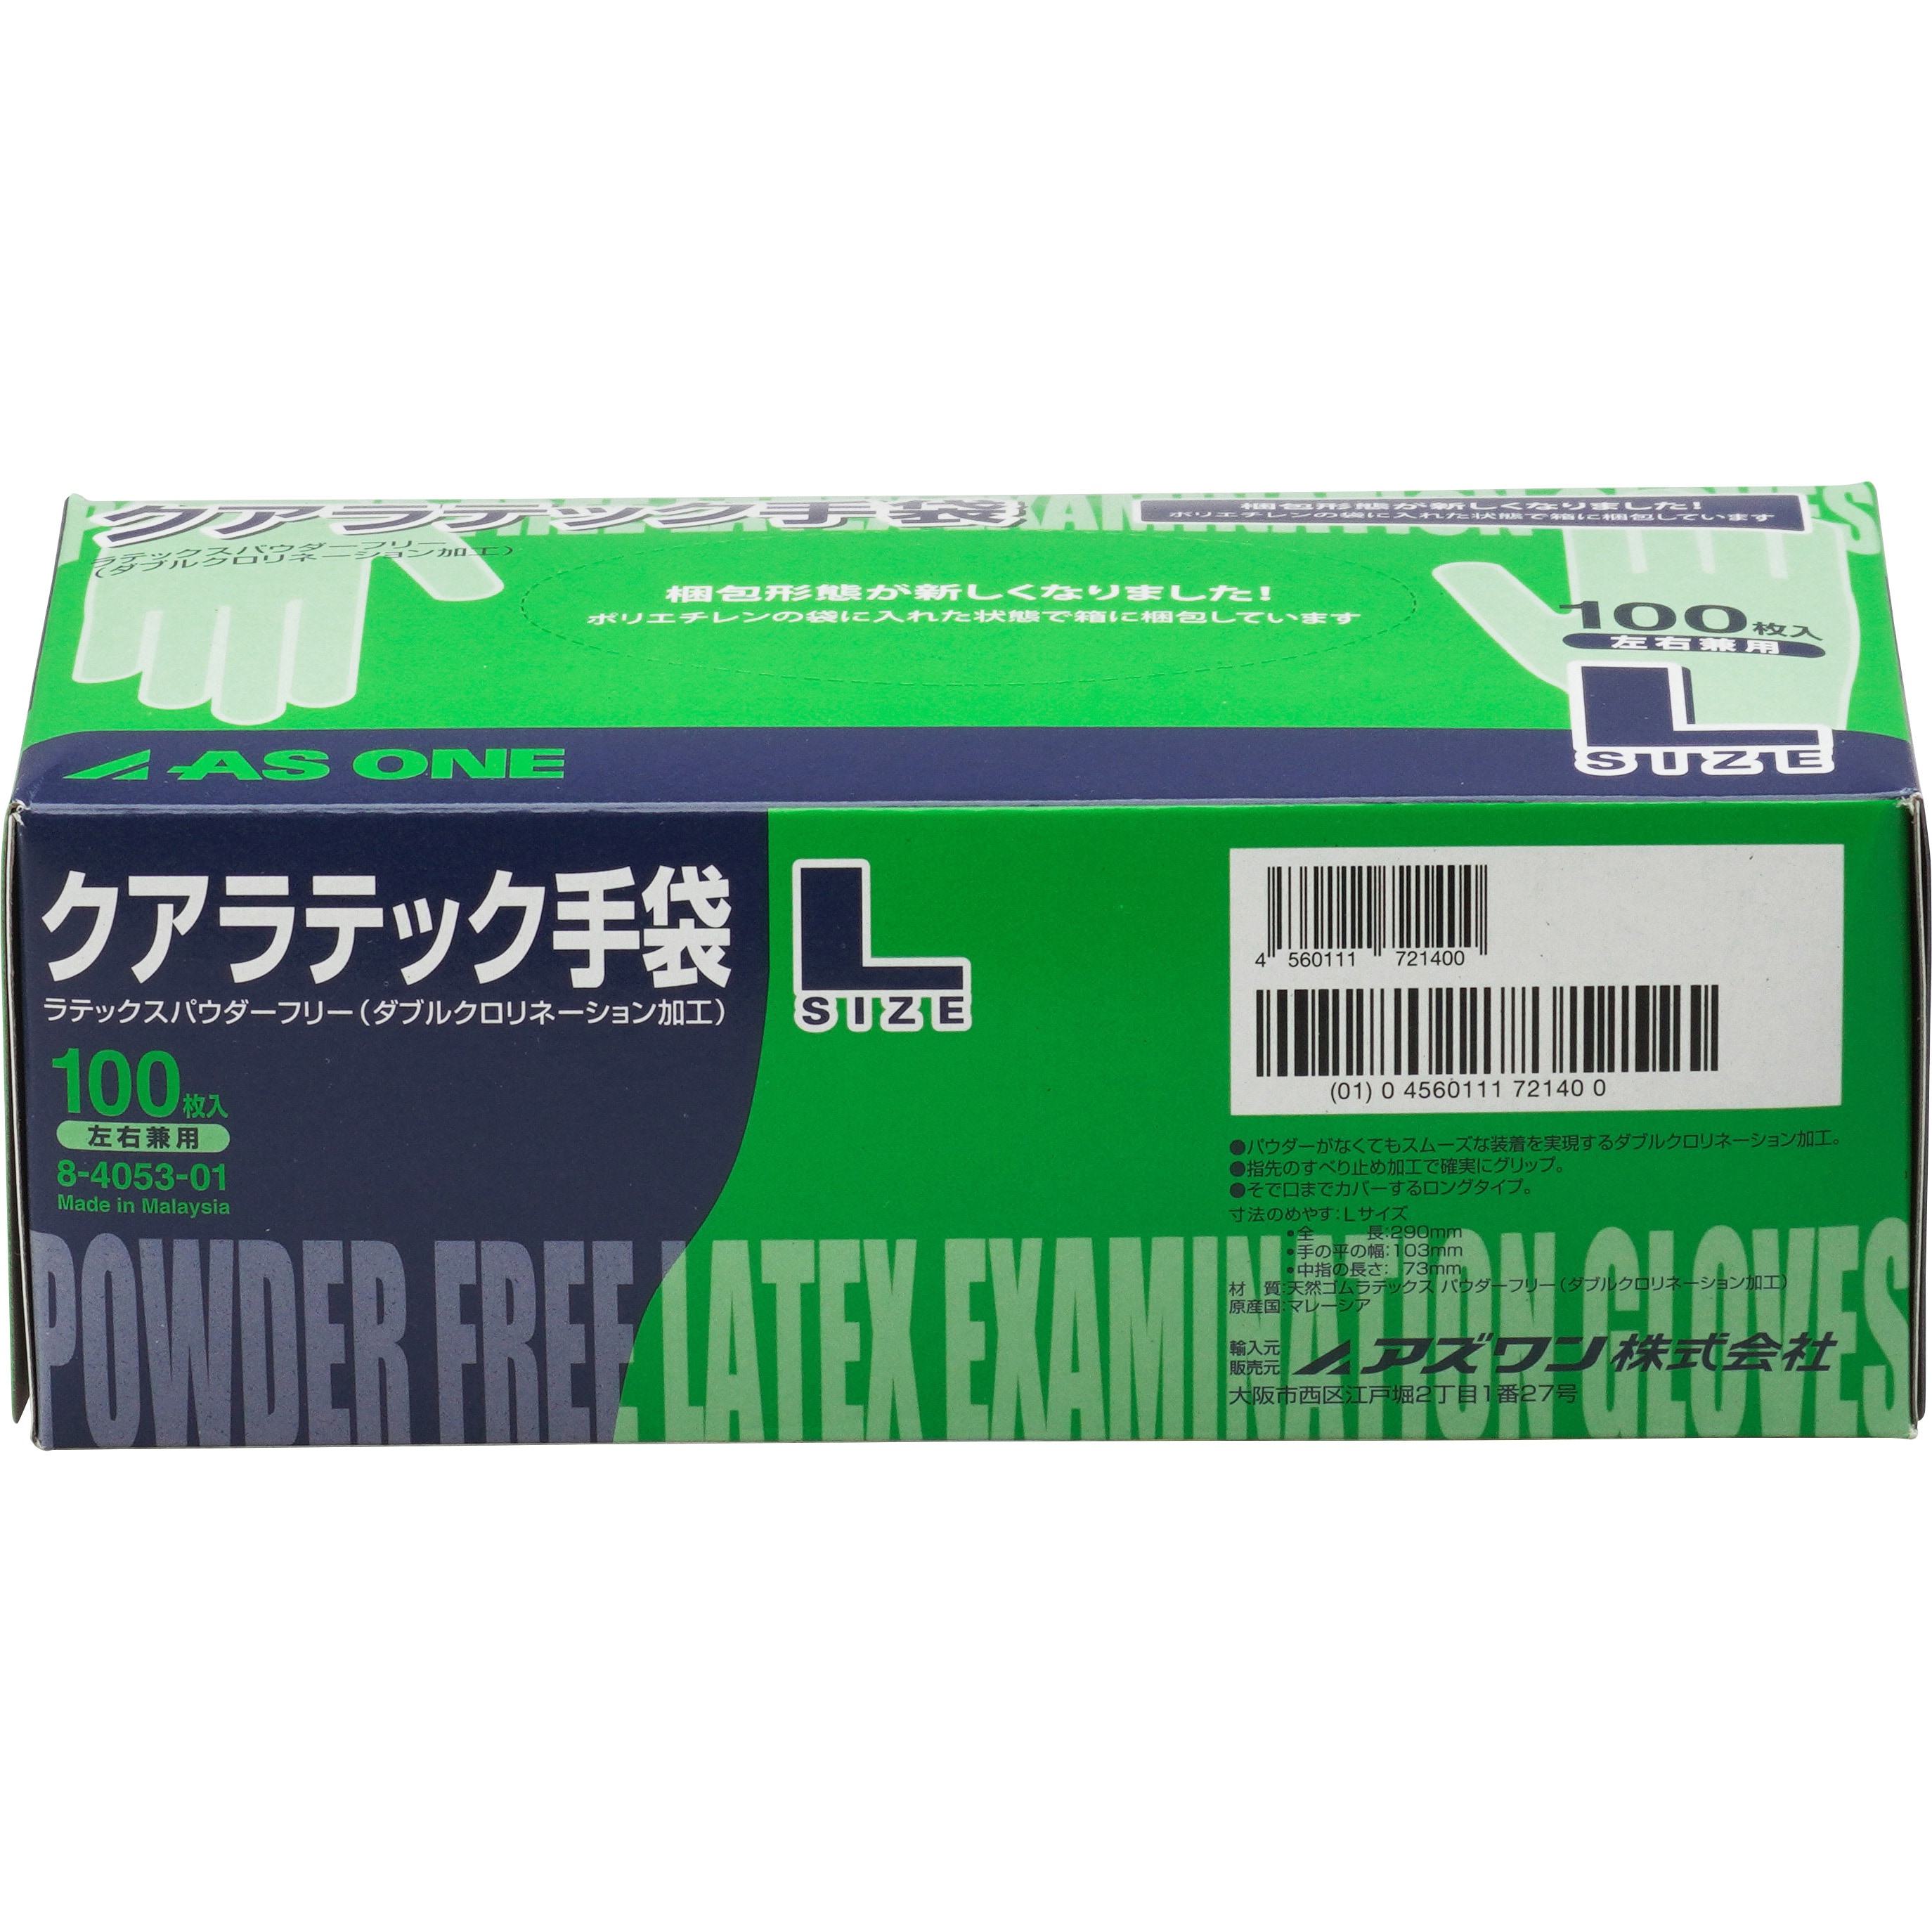 クアラテック手袋
POWDER FREE LATEX EXAMINATION GLOVES
ラテックスパウダーフリー
(ダブルクロリネーション加工)
梱包形態が新しくなりました!
ポリエチレンの袋に入れた状態で箱に梱包しています
梱包形態が新しくなりました!
ポリエチレンの袋に入れた状態で箱に梱包しています
100枚入
左右兼用
L
SIZE
AS ONE
クアラテック手袋
ラテックスパウダーフリー(ダブルクロリネーション加工)
100枚入
左右兼用
8-4053-01
Made in Malaysia
L
SIZE
4 560111 721400
(01) 0 4560111 72140 0
●パウダーがなくてもスムーズな装着を実現するダブルクロリネーション加工。
●指先のすべり止め加工で確実にグリップ。
●そで口までカバーするロングタイプ。
寸法のめやす:Lサイズ
•全 長:290mm
•手の平の幅:103mm
•中指の長さ: 73mm
材 質:天然ゴムラテックス パウダーフリー(ダブルクロリネーション加工)
原産国:マレーシア
輸入元
販売元
アズワン株式会社
大阪市西区江戸堀2丁目1番27号
POWDER FREE LATEX EXAMINATION GLOVES